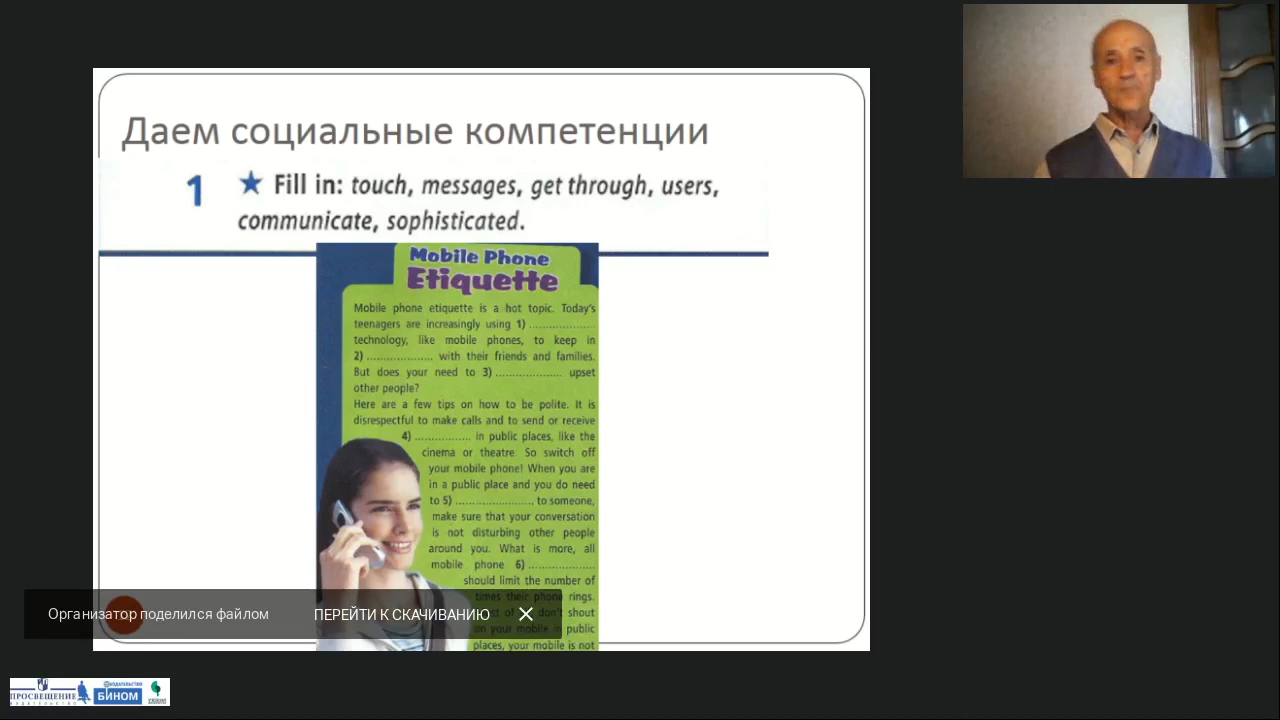 Даем социальные компетенции
1 ★ Fill in: touch, messages, get through, users,
communicate, sophisticated.
Mobile Phone
Etiquette
Mobile phone etiquette is a hot topic. Today's
teenagers are increasingly using 1) ....................
technology, like mobile phones, to keep in
2) .................... with their friends and families.
But does your need to 3) .................... upset
other people?
Here are a few tips on how to be polite. It is
disrespectful to make calls and to send or receive
4) .................. in public places, like the
cinema or theatre. So switch off
your mobile phone! When you are
in a public place and you do need
to 5) ........................ to someone,
make sure that your conversation
is not disturbing other people
around you. What is more, all
mobile phone 6) ....................
should limit the number of
times their phone rings.
of don't shout
on your mobile in public
places, your mobile is not
Организатор поделился файлом ПЕРЕЙТИ К СКАЧИВАНИЮ
ПРОСВЕЩЕНИЕ
ИЗДАТЕЛЬСТВО
ИЗДАТЕЛЬСТВО
БИНОМ